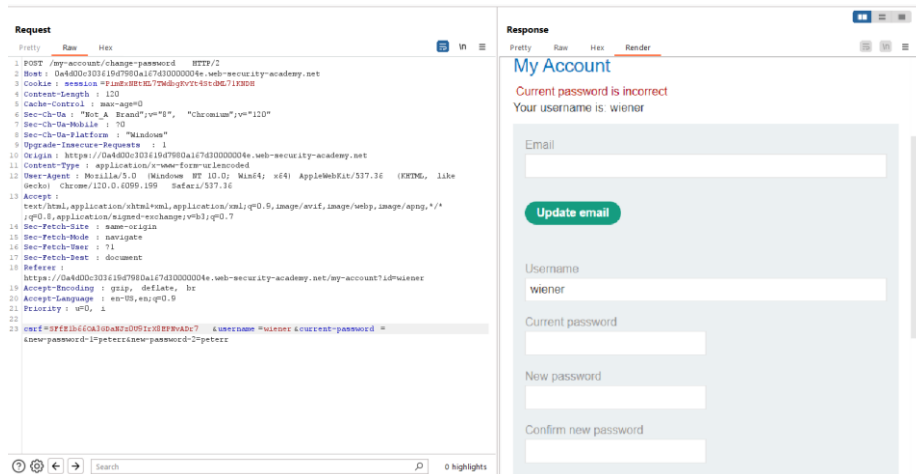 Request
Pretty Raw Hex
\n
1 POST /my-account/change-password HTTP/2
2 Host : 0a4d00c303619d7980a167d30000004e.web-security-academy.net
3 Cookie : session =
4 Content-Length : 120
5 Cache-Control : max-age=0
6 Sec-Ch-Ua : "Not_A Brand";v="8", "Chromium";v="120"
7 Sec-Ch-Ua-Mobile : ?0
8 Sec-Ch-Ua-Platform : "Windows"
9 Upgrade-Insecure-Requests : 1
10 Origin : https://0a4d00c303619d7980a167d30000004e.web-security-academy.net
11 Content-Type : application/x-www-form-urlencoded
12 User-Agent : Mozilla/5.0 (Windows NT 10.0; Win64; x64) AppleWebKit/537.36 (KHTML, like
Gecko) Chrome/120.0.6099.199 Safari/537.36
13 Accept :
text/html,application/xhtml+xml,application/xml;q=0.9,image/avif,image/webp,image/apng,*/*
;q=0.8,application/signed-exchange;v=b3;q=0.7
14 Sec-Fetch-Site : same-origin
15 Sec-Fetch-Mode : navigate
16 Sec-Fetch-User : ?1
17 Sec-Fetch-Dest : document
18 Referer :
https://0a4d00c303619d7980a167d30000004e.web-security-academy.net/my-account?id=wiener
19 Accept-Encoding : gzip, deflate, br
20 Accept-Language : en-US,en;q=0.9
21 Priority : u=0, i
22
23 csrf= &username =wiener &current-password =
&new-password-1=peterr&new-password-2=peterr
Search
0 highlights
Response
Pretty Raw Hex Render
\n
My Account
Current password is incorrect
Your username is: wiener
Email
Update email
Username
wiener
Current password
New password
Confirm new password